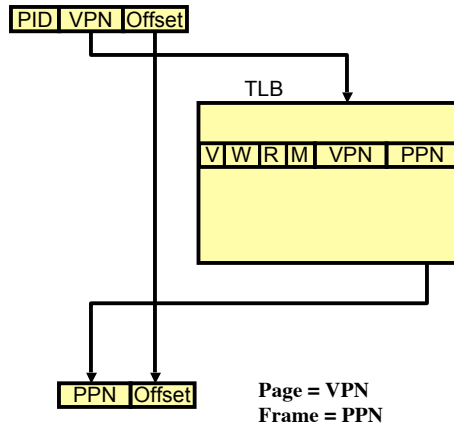 PID VPN Offset
TLB
V W R M VPN PPN
PPN Offset
Page = VPN
Frame = PPN